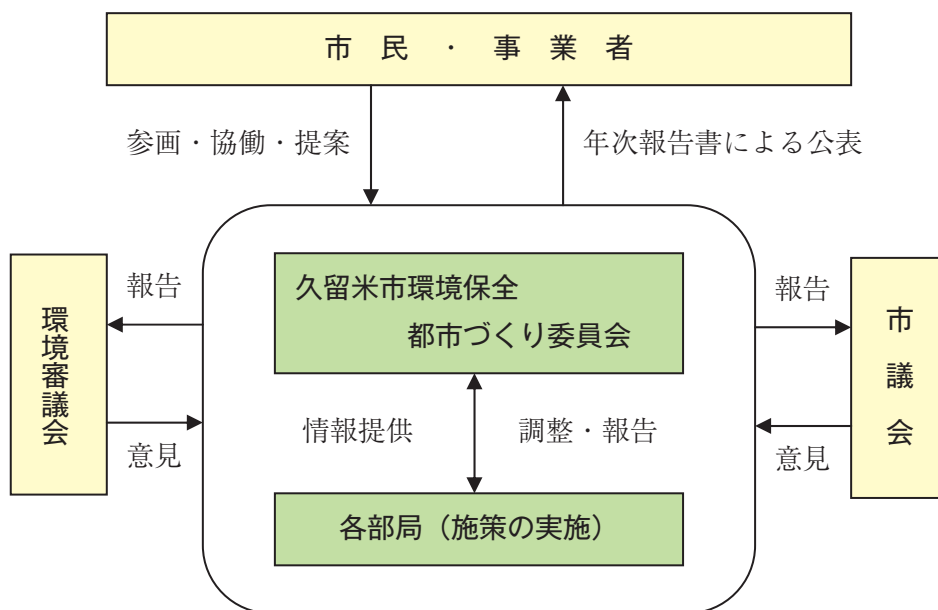 市民・事業者
参画・協働・提案
年次報告書による公表
久留米市環境保全
都市づくり委員会
報告
報告
環境審議会
市議会
意見
意見
情報提供
調整・報告
各部局（施策の実施）